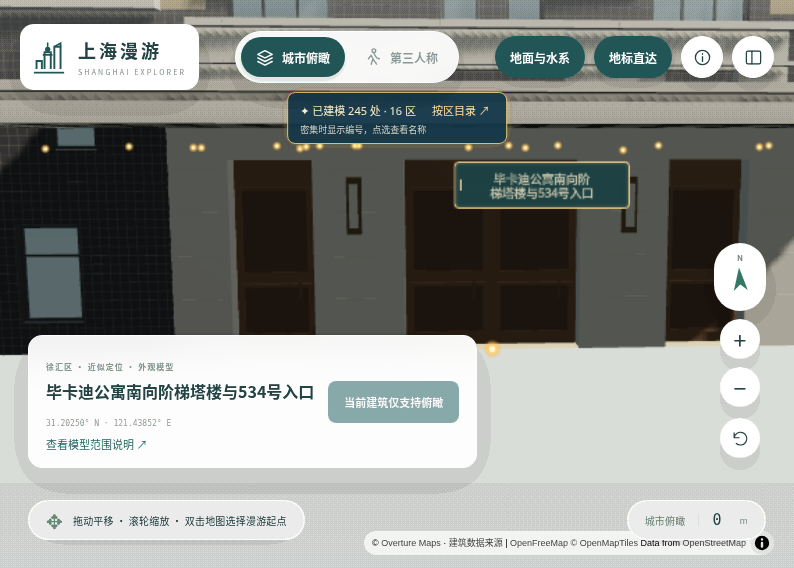 上海漫游
SHANGHAI EXPLORER
城市俯瞰
第三人称
地面与水系
地标直达
✦ 已建模 245 处 · 16 区 按区目录 ↗
密集时显示编号，点选查看名称
毕卡迪公寓南向阶
梯塔楼与534号入口
N
徐汇区 · 近似定位 · 外观模型
毕卡迪公寓南向阶梯塔楼与534号入口
当前建筑仅支持俯瞰
31.20250° N · 121.43852° E
查看模型范围说明 ↗
拖动平移 · 滚轮缩放 · 双击地图选择漫游起点
城市俯瞰 0 m
© Overture Maps · 建筑数据来源 | OpenFreeMap © OpenMapTiles Data from OpenStreetMap